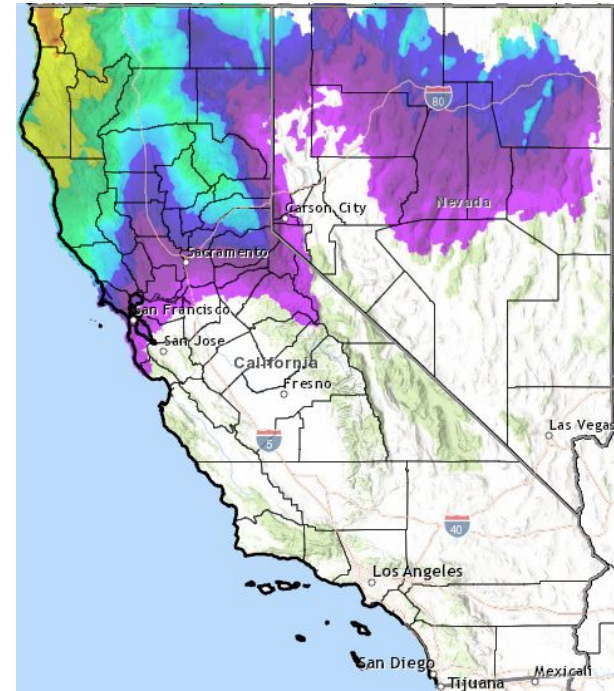 80
Nevada
Carson City
Sacramento
San Francisco
San Jose
California
Fresno
5
Las Vegas
40
Los Angeles
San Diego
Tijuana
Mexicali